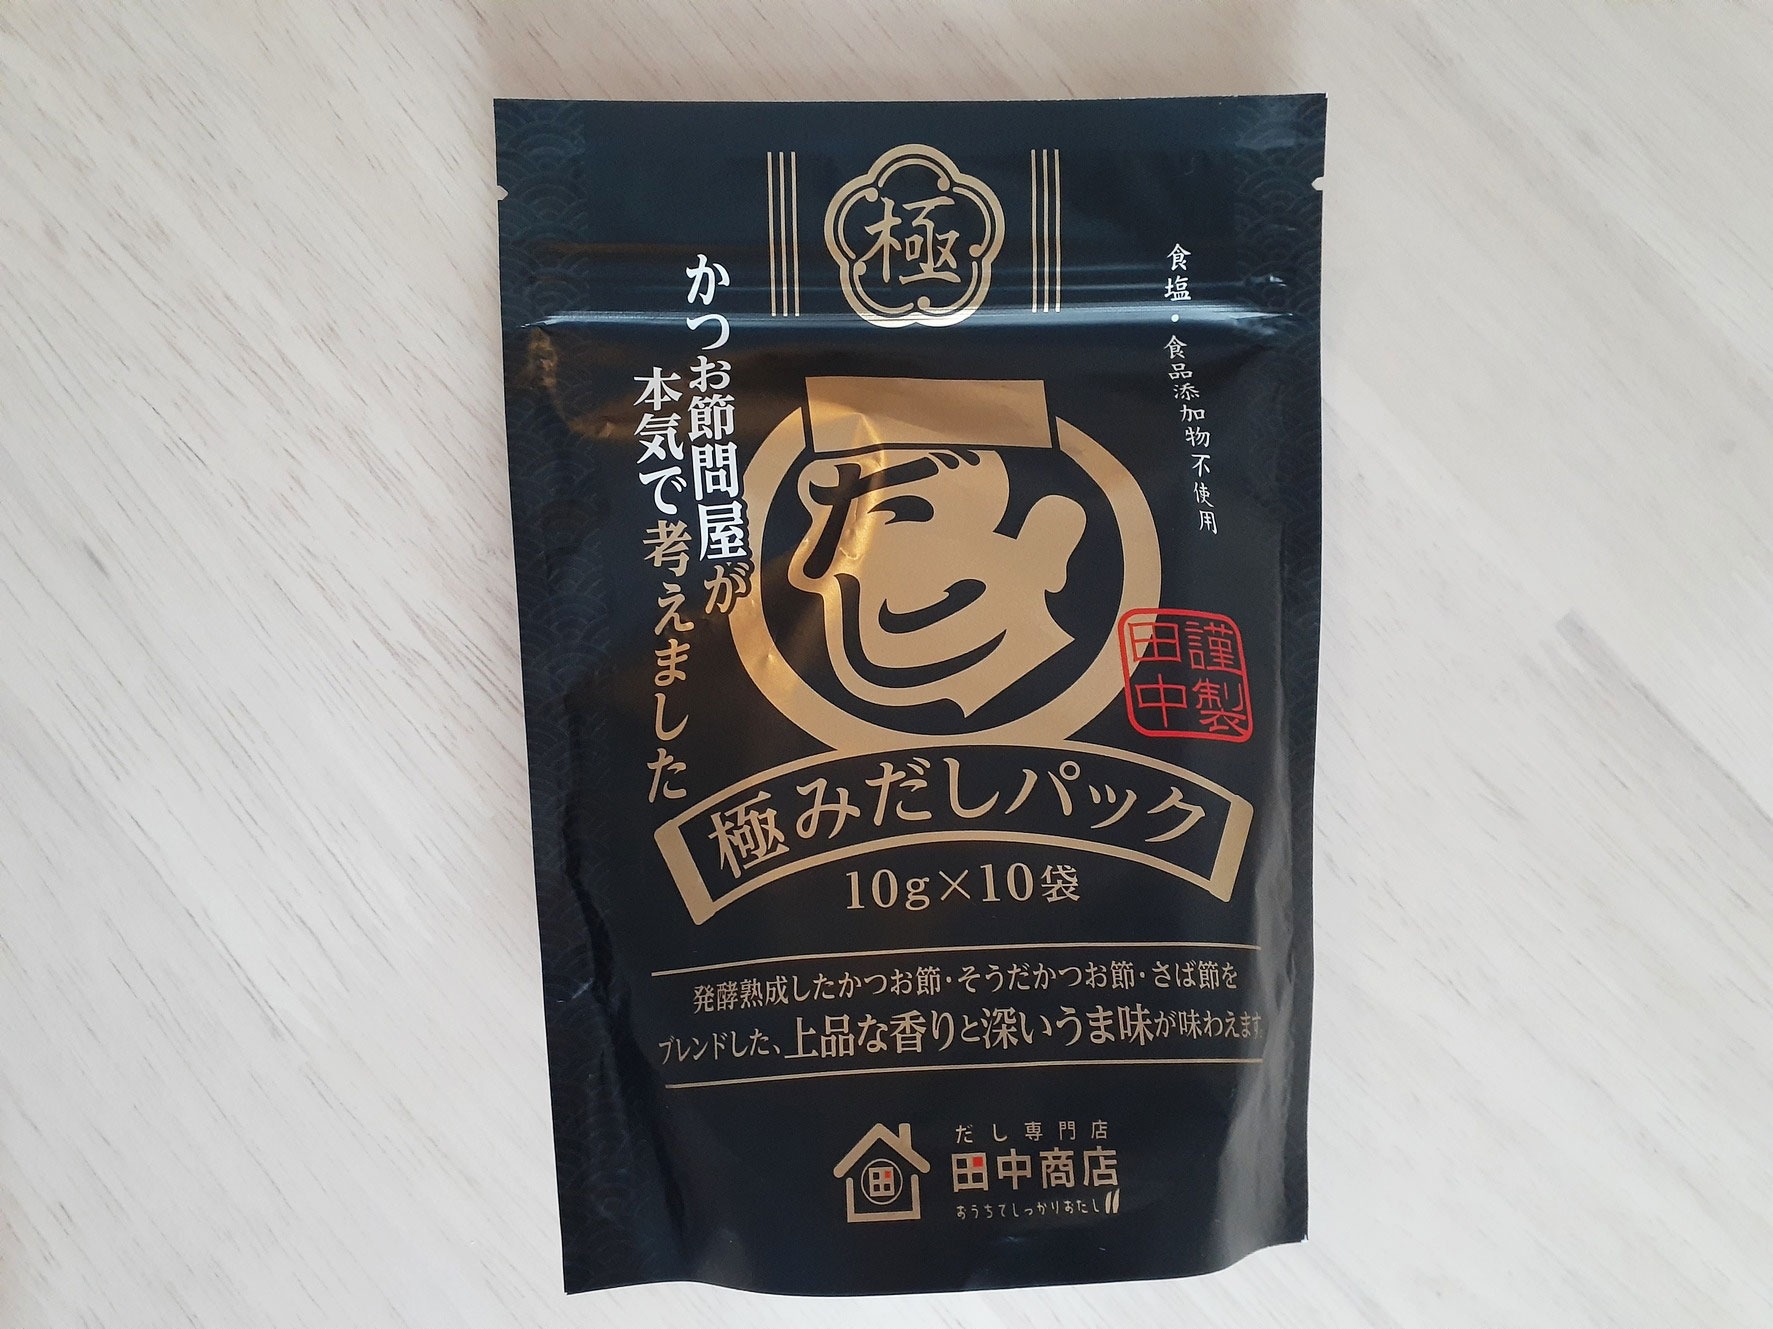 極
食塩・食品添加物不使用
かつお節問屋が
本気で考えました
だし
謹製
田中
極みだしパック
10g×10袋
発酵熟成したかつお節・そうだかつお節・さば節を
ブレンドした、上品な香りと深いうま味が味わえます。
だし専門店
田中商店
おうちでしっかりおだし